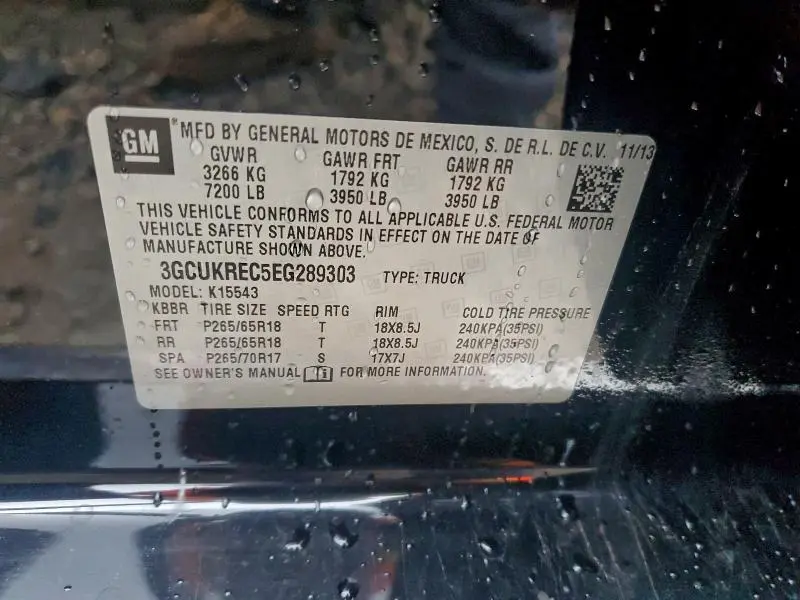 GM ® MFD BY GENERAL MOTORS DE MEXICO, S. DE R.L. DE C.V. 11/13
GVWR GAWR FRT GAWR RR
3266 KG 1792 KG 1792 KG
7200 LB 3950 LB 3950 LB
THIS VEHICLE CONFORMS TO ALL APPLICABLE U.S. FEDERAL MOTOR
VEHICLE SAFETY STANDARDS IN EFFECT ON THE DATE OF
MANUFACTURE SHOWN ABOVE.
3GCUKREC5EG289303 TYPE: TRUCK
MODEL: K15543
KBBR TIRE SIZE SPEED RTG RIM COLD TIRE PRESSURE
FRT P265/65R18 T 18X8.5J 240KPA(35PSI)
RR P265/65R18 T 18X8.5J 240KPA(35PSI)
SPA P265/70R17 S 17X7J 240KPA(35PSI)
SEE OWNER'S MANUAL FOR MORE INFORMATION.